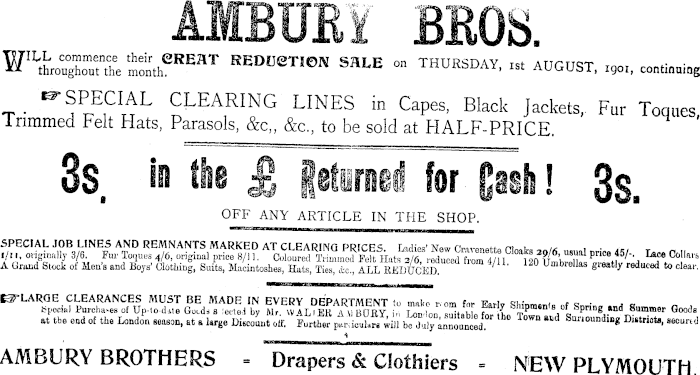 AMBURY BROS.
WILL commence their GREAT REDUCTION SALE on THURSDAY, 1st AUGUST, 1901, continuing
throughout the month.
☞ SPECIAL CLEARING LINES in Capes, Black Jackets, Fur Toques,
Trimmed Felt Hats, Parasols, &c., &c., to be sold at HALF-PRICE.
3s. in the £ Returned for Cash! 3s.
OFF ANY ARTICLE IN THE SHOP.
SPECIAL JOB LINES AND REMNANTS MARKED AT CLEARING PRICES. Ladies' New Cravenette Cloaks 29/6, usual price 45/-. Lace Collars
1/11, originally 3/6. Fur Toques 4/6, original price 8/11. Coloured Trimmed Felt Hats 2/6, reduced from 4/11. 120 Umbrellas greatly reduced to clear.
A Grand Stock of Men's and Boys' Clothing, Suits, Macintoshes, Hats, Ties, &c., ALL REDUCED.
☞ LARGE CLEARANCES MUST BE MADE IN EVERY DEPARTMENT to make room for Early Shipments of Spring and Summer Goods
Special Purchases of Up-to-date Goods selected by Mr. WALTER AMBURY, in London, suitable for the Town and Surrounding Districts, secured
at the end of the London season, at a large Discount off. Further particulars will be duly announced.
AMBURY BROTHERS = Drapers & Clothiers = NEW PLYMOUTH.